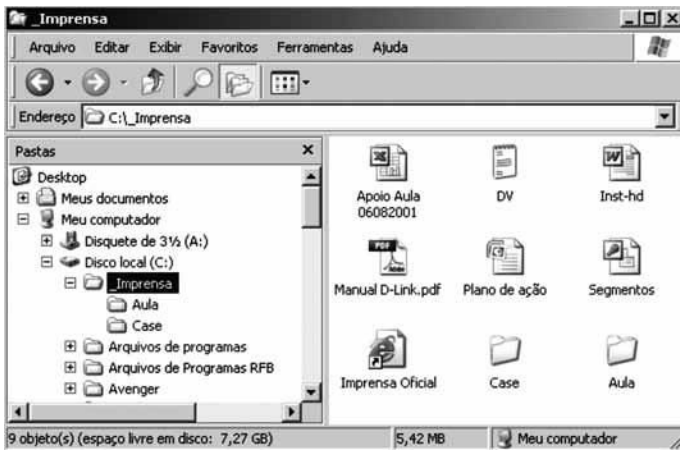 _Imprensa
Arquivo Editar Exibir Favoritos Ferramentas Ajuda
Endereço C:\_Imprensa
Pastas
Desktop
Meus documentos
Meu computador
Disquete de 3½ (A:)
Disco local (C:)
_Imprensa
Aula
Case
Arquivos de programas
Arquivos de Programas RFB
Avenger
Apoio Aula
06082001
DV
Inst-hd
PDF
Manual D-Link.pdf
Plano de ação
Segmentos
Imprensa Oficial
Case
Aula
9 objeto(s) (espaço livre em disco: 7,27 GB) 5,42 MB Meu computador